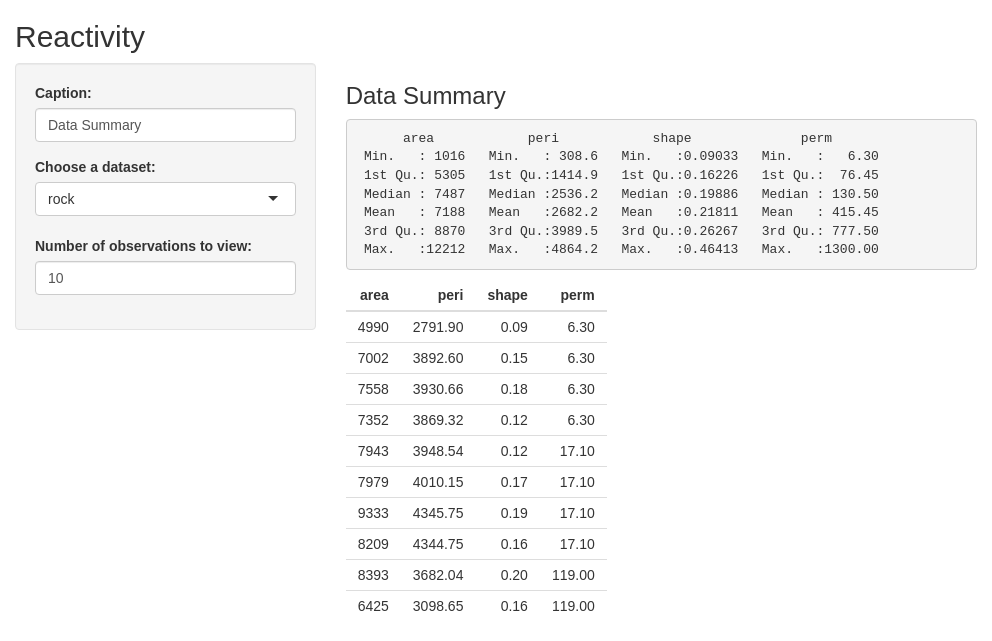 Reactivity
Caption:
Data Summary
Choose a dataset:
rock
Number of observations to view:
10
Data Summary
     area            peri            shape              perm
Min.   : 1016   Min.   : 308.6   Min.   :0.09033   Min.   :   6.30
1st Qu.: 5305   1st Qu.:1414.9   1st Qu.:0.16226   1st Qu.:  76.45
Median : 7487   Median :2536.2   Median :0.19886   Median : 130.50
Mean   : 7188   Mean   :2682.2   Mean   :0.21811   Mean   : 415.45
3rd Qu.: 8870   3rd Qu.:3989.5   3rd Qu.:0.26267   3rd Qu.: 777.50
Max.   :12212   Max.   :4864.2   Max.   :0.46413   Max.   :1300.00
area peri shape perm
4990 2791.90 0.09 6.30
7002 3892.60 0.15 6.30
7558 3930.66 0.18 6.30
7352 3869.32 0.12 6.30
7943 3948.54 0.12 17.10
7979 4010.15 0.17 17.10
9333 4345.75 0.19 17.10
8209 4344.75 0.16 17.10
8393 3682.04 0.20 119.00
6425 3098.65 0.16 119.00